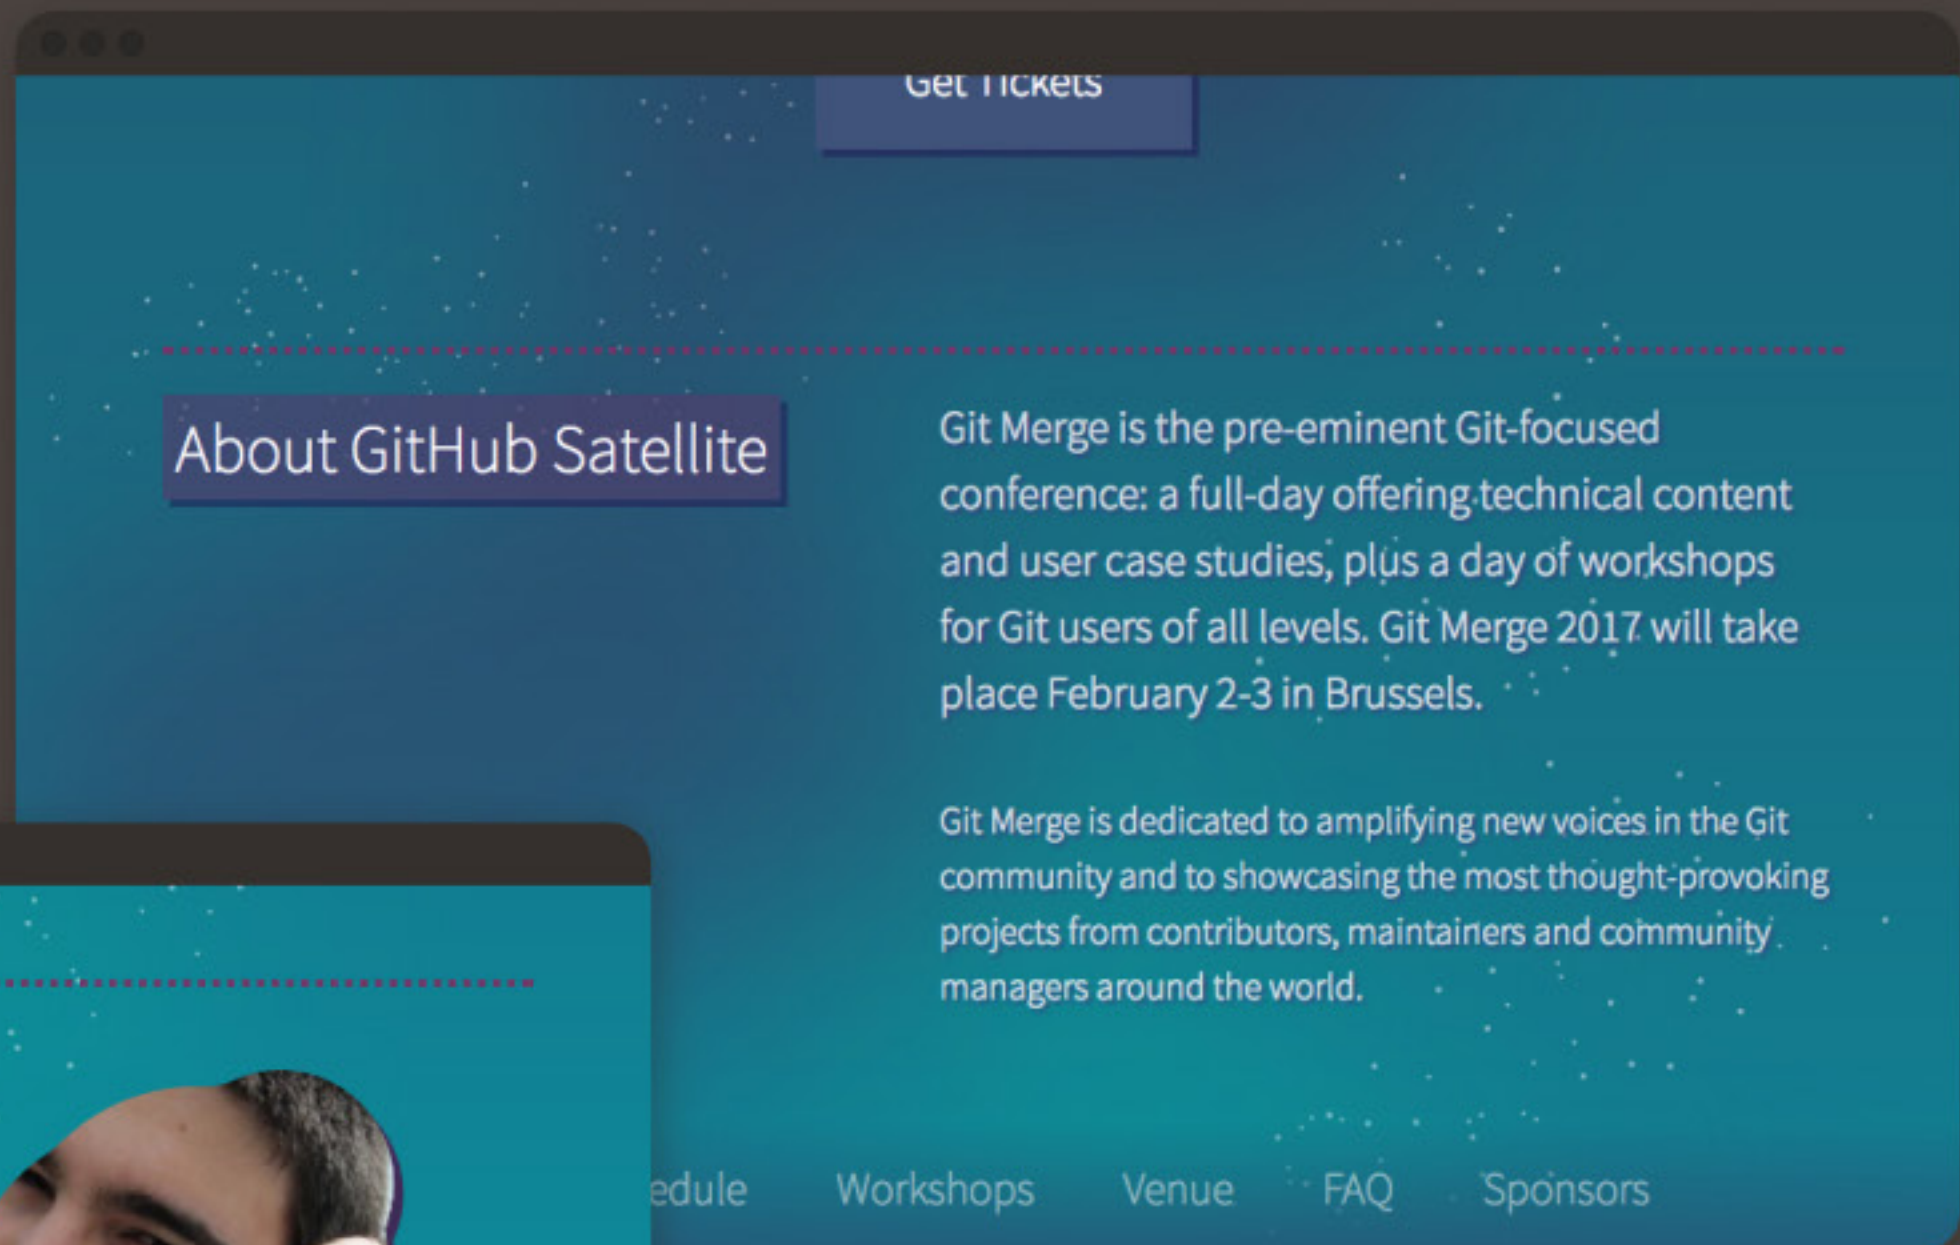 Get Tickets
About GitHub Satellite
Git Merge is the pre-eminent Git-focused
conference: a full-day offering technical content
and user case studies, plus a day of workshops
for Git users of all levels. Git Merge 2017 will take
place February 2-3 in Brussels.
Git Merge is dedicated to amplifying new voices in the Git
community and to showcasing the most thought-provoking
projects from contributors, maintainers and community
managers around the world.
edule Workshops Venue FAQ Sponsors